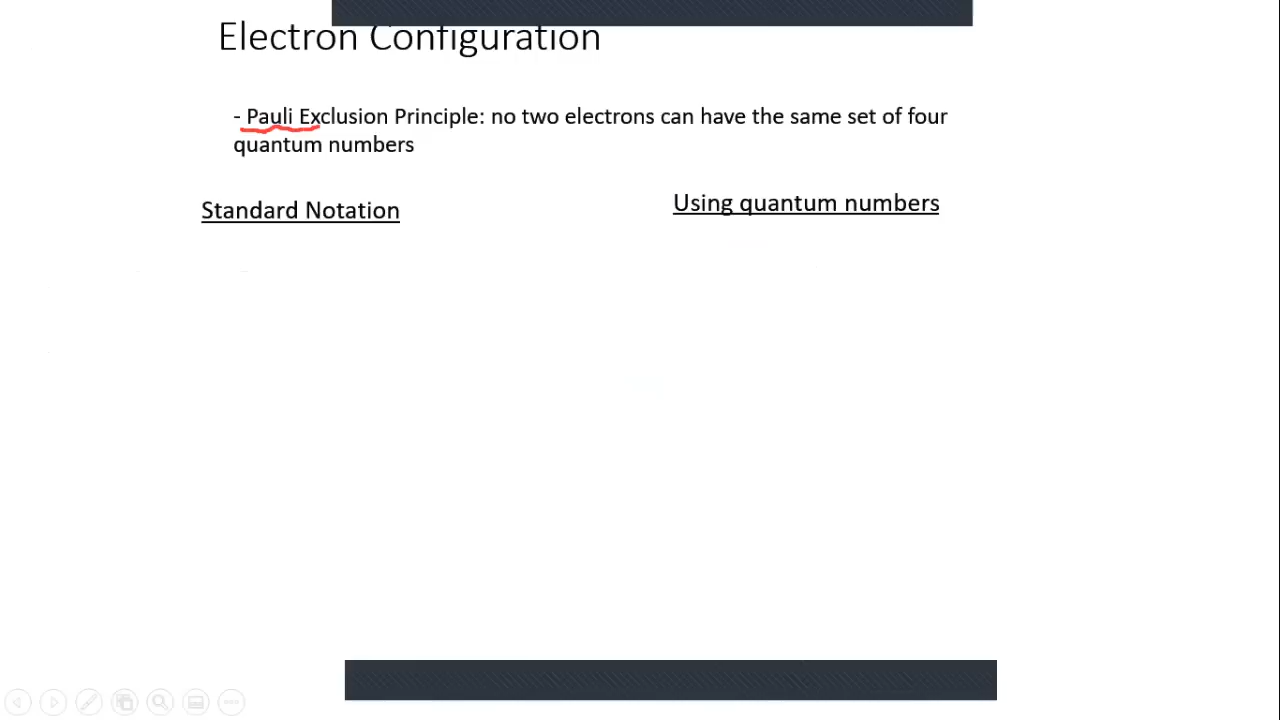 Electron Configuration
- Pauli Exclusion Principle: no two electrons can have the same set of four
quantum numbers
Standard Notation
Using quantum numbers